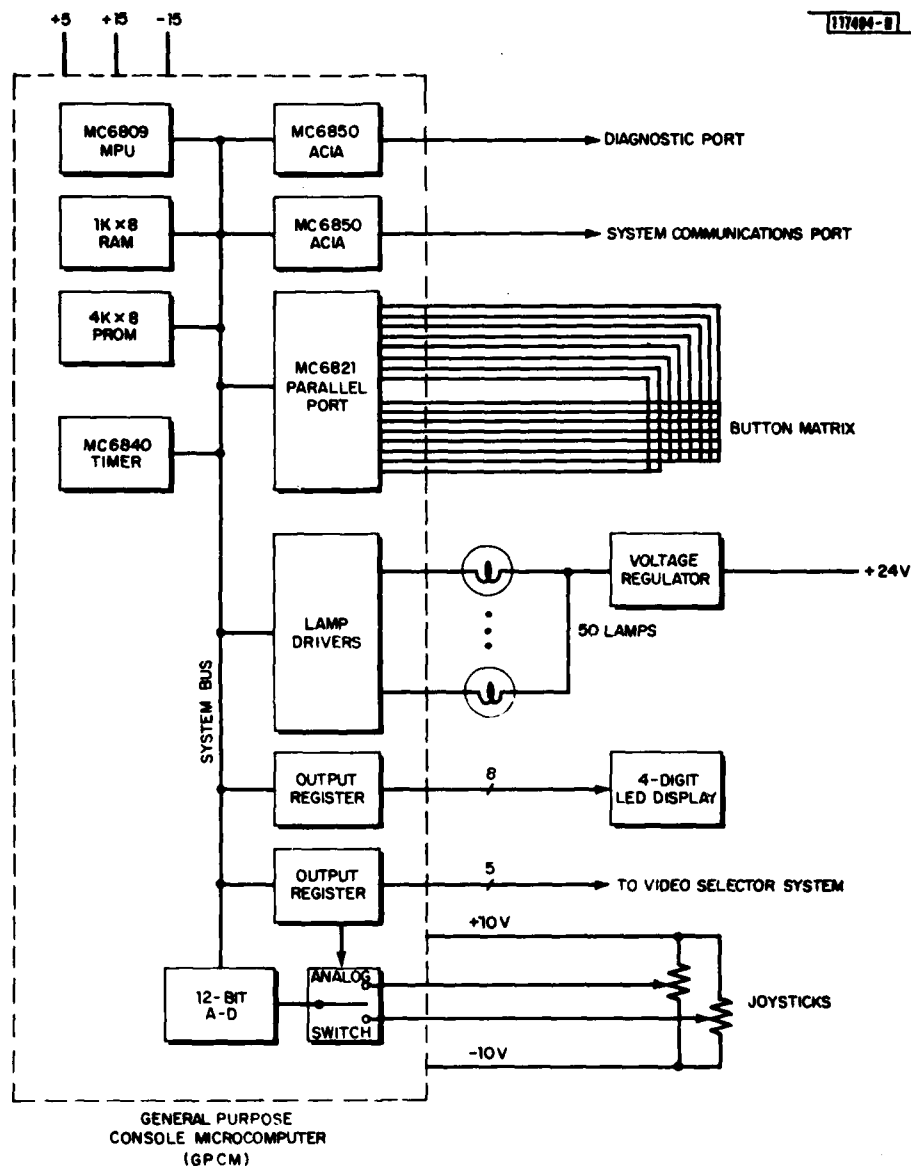 +5 +15 -15
117484-8
MC6809
MPU
MC6850
ACIA
DIAGNOSTIC PORT
1K×8
RAM
MC6850
ACIA
SYSTEM COMMUNICATIONS PORT
4K×8
PROM
MC6821
PARALLEL
PORT
BUTTON MATRIX
MC6840
TIMER
VOLTAGE
REGULATOR
+24V
LAMP
DRIVERS
50 LAMPS
SYSTEM BUS
OUTPUT
REGISTER
8
4-DIGIT
LED DISPLAY
OUTPUT
REGISTER
5
TO VIDEO SELECTOR SYSTEM
+10V
12-BIT
A-D
ANALOG
SWITCH
JOYSTICKS
-10V
GENERAL PURPOSE
CONSOLE MICROCOMPUTER
(GPCM)